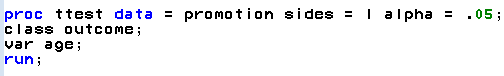 proc ttest data = promotion sides = l alpha = .05;
class outcome;
var age;
run;